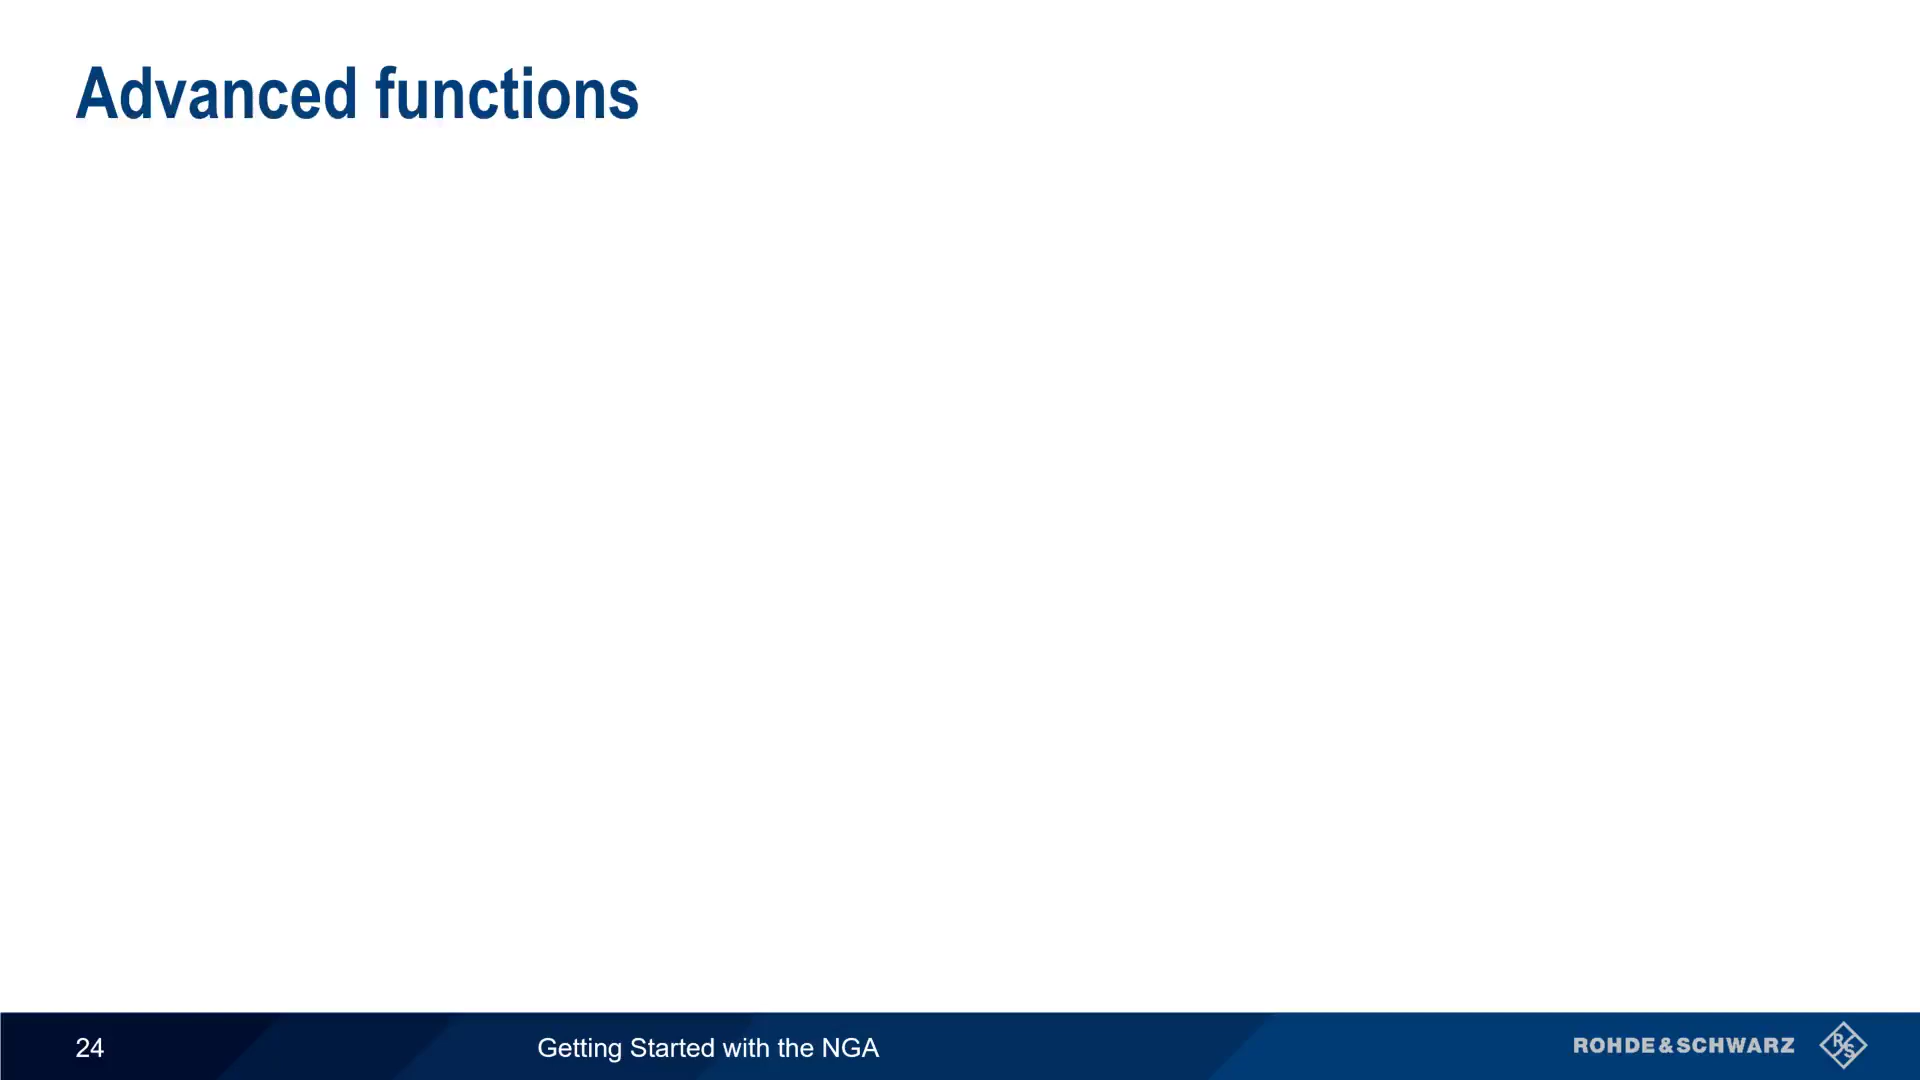 Advanced functions
24
Getting Started with the NGA
ROHDE&SCHWARZ
R&S